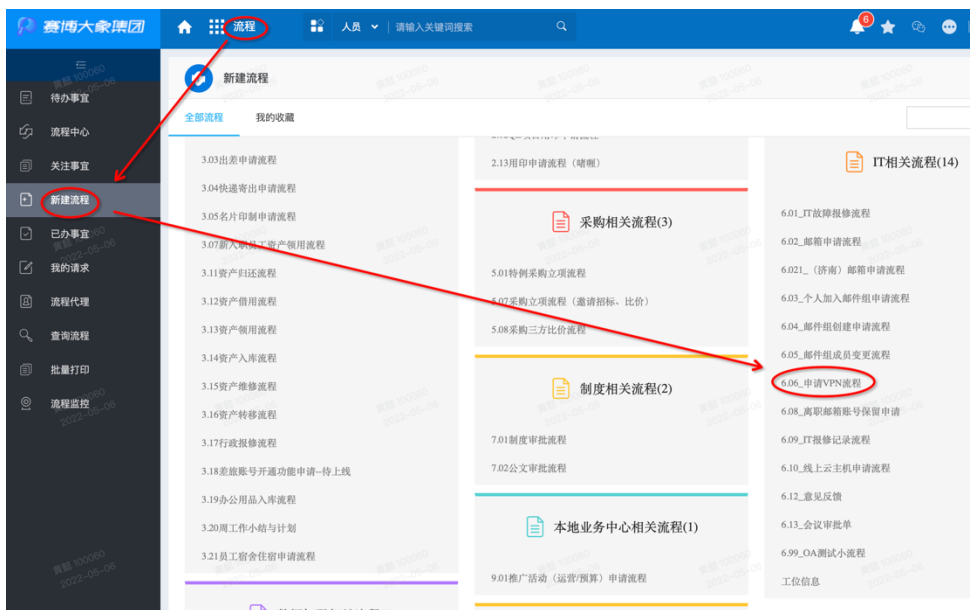 赛博大象集团
流程
人员
请输入关键词搜索
6
待办事宜
流程中心
关注事宜
新建流程
已办事宜
我的请求
流程代理
查询流程
批量打印
流程监控
新建流程
全部流程
我的收藏
3.03出差申请流程
3.04快递寄出申请流程
3.05名片印制申请流程
3.07新入职员工资产领用流程
3.11资产归还流程
3.12资产借用流程
3.13资产领用流程
3.14资产入库流程
3.15资产维修流程
3.16资产转移流程
3.17行政报修流程
3.18差旅账号开通功能申请--待上线
3.19办公用品入库流程
3.20周工作小结与计划
3.21员工宿舍住宿申请流程
2.13用印申请流程（啫喱）
采购相关流程(3)
5.01特例采购立项流程
5.07采购立项流程（邀请招标、比价）
5.08采购三方比价流程
制度相关流程(2)
7.01制度审批流程
7.02公文审批流程
本地业务中心相关流程(1)
9.01推广活动（运营/预算）申请流程
IT相关流程(14)
6.01_IT故障报修流程
6.02_邮箱申请流程
6.021_（济南）邮箱申请流程
6.03_个人加入邮件组申请流程
6.04_邮件组创建申请流程
6.05_邮件组成员变更流程
6.06_申请VPN流程
6.08_离职邮箱账号保留申请
6.09_IT报修记录流程
6.10_线上云主机申请流程
6.12_意见反馈
6.13_会议审批单
6.99_OA测试小流程
工位信息
100060
2022-05-06